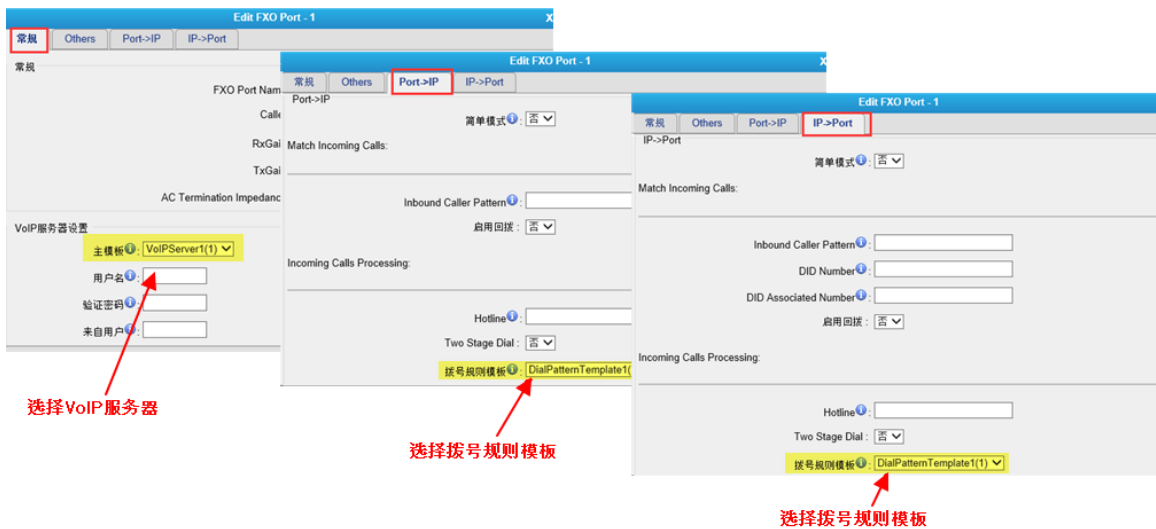 Edit FXO Port - 1
X
常规 Others Port->IP IP->Port
常规
FXO Port Nam
Calle
RxGai
TxGai
AC Termination Impedanc
VoIP服务器设置
主模板: VoIPServer1(1)
用户名:
验证密码:
来自用户:
选择VoIP服务器
Edit FXO Port - 1
X
常规 Others Port->IP IP->Port
Port->IP
简单模式: 否
Match Incoming Calls:
Inbound Caller Pattern:
启用回拨: 否
Incoming Calls Processing:
Hotline:
Two Stage Dial: 否
拨号规则模板: DialPatternTemplate1(
选择拨号规则模板
Edit FXO Port - 1
常规 Others Port->IP IP->Port
IP->Port
简单模式: 否
Match Incoming Calls:
Inbound Caller Pattern:
DID Number:
DID Associated Number:
启用回拨: 否
Incoming Calls Processing:
Hotline:
Two Stage Dial: 否
拨号规则模板: DialPatternTemplate1(1)
选择拨号规则模板